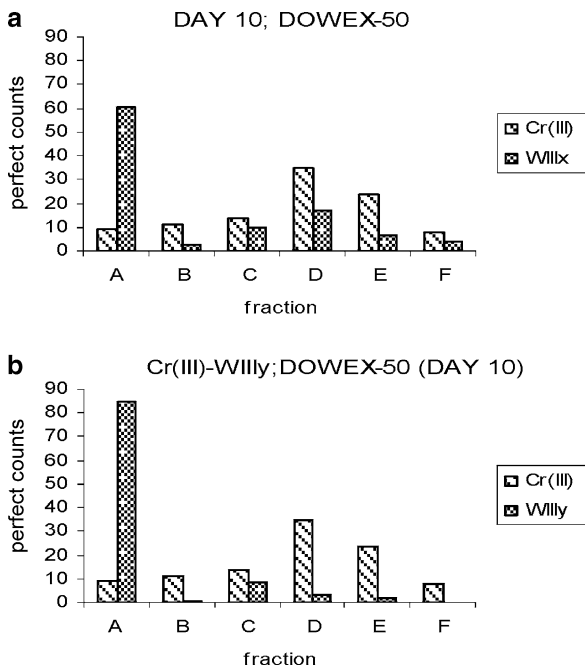 a
DAY 10; DOWEX-50
90
80
70
60
50
40
30
20
10
0
perfect counts
A B C D E F
fraction
Cr(III)
WIIIx
b
Cr(III)-WIIIy;DOWEX-50 (DAY 10)
90
80
70
60
50
40
30
20
10
0
perfect counts
A B C D E F
fraction
Cr(III)
WIIIy